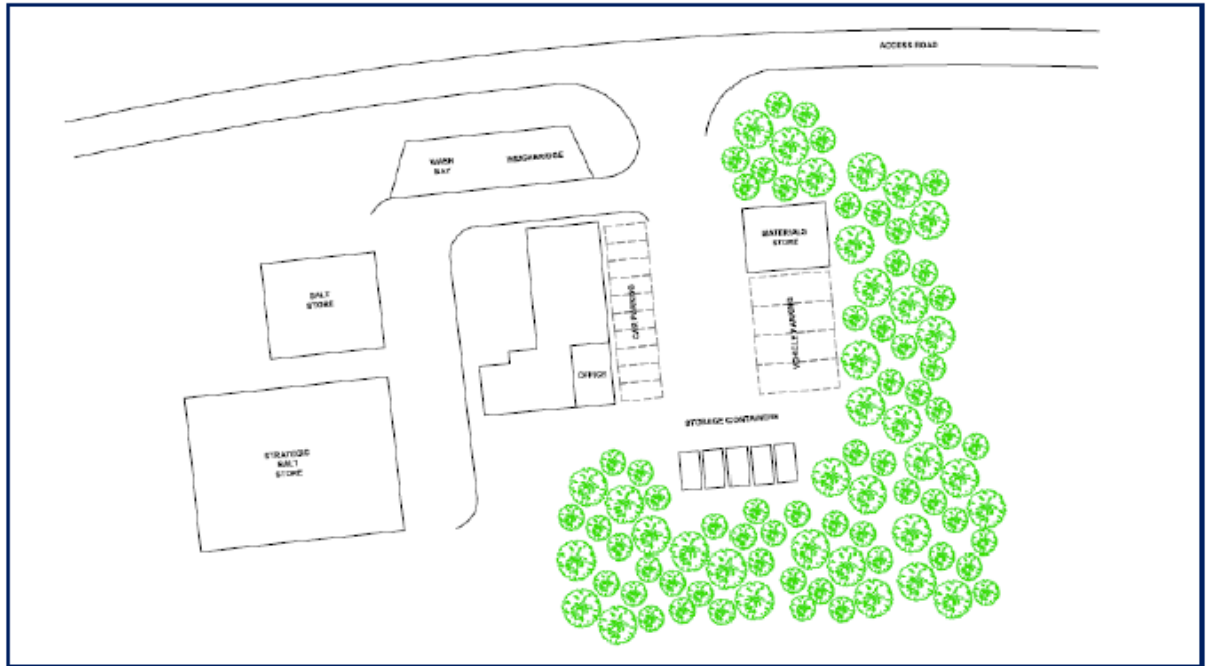 ACCESS ROAD
WASH
BAY
WEIGHBRIDGE
MATERIALS
STORE
SALT
STORE
CAR PARKING
VEHICLE PARKING
OFFICE
STORAGE CONTAINERS
STRATEGIC
SALT
STORE